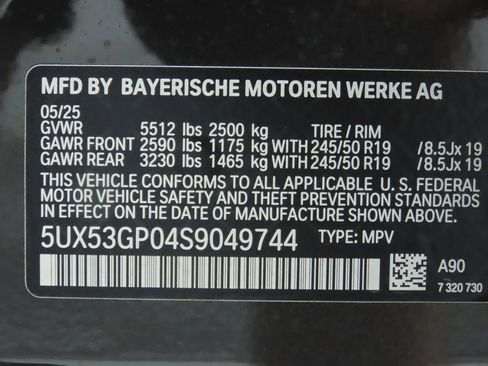 MFD BY BAYERISCHE MOTOREN WERKE AG
05/25
GVWR 5512 lbs 2500 kg TIRE / RIM
GAWR FRONT 2590 lbs 1175 kg ** 245/50 R19 / 8.5Jx 19
GAWR REAR 3230 lbs 1465 kg ** 245/50 R19 / 8.5Jx 19
THIS VEHICLE CONFORMS TO ALL APPLICABLE U. S. FEDERAL
MOTOR VEHICLE SAFETY AND THEFT PREVENTION STANDARDS
IN EFFECT ON THE DATE OF MANUFACTURE SHOWN ABOVE.
5UX53GP04S9049744 TYPE: MPV
A90
7 320 730